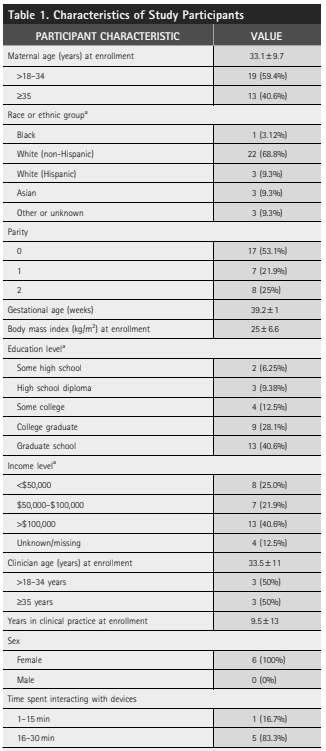 Table 1. Characteristics of Study Participants
PARTICIPANT CHARACTERISTIC VALUE
Maternal age (years) at enrollment 33.1±9.7
>18–34 19 (59.4%)
≥35 13 (40.6%)
Race or ethnic groupᵃ
Black 1 (3.12%)
White (non-Hispanic) 22 (68.8%)
White (Hispanic) 3 (9.3%)
Asian 3 (9.3%)
Other or unknown 3 (9.3%)
Parity
0 17 (53.1%)
1 7 (21.9%)
2 8 (25%)
Gestational age (weeks) 39.2±1
Body mass index (kg/m²) at enrollment 25±6.6
Education levelᵃ
Some high school 2 (6.25%)
High school diploma 3 (9.38%)
Some college 4 (12.5%)
College graduate 9 (28.1%)
Graduate school 13 (40.6%)
Income levelᵃ
<$50,000 8 (25.0%)
$50,000–$100,000 7 (21.9%)
>$100,000 13 (40.6%)
Unknown/missing 4 (12.5%)
Clinician age (years) at enrollment 33.5±11
>18–34 years 3 (50%)
≥35 years 3 (50%)
Years in clinical practice at enrollment 9.5±13
Sex
Female 6 (100%)
Male 0 (0%)
Time spent interacting with devices
1–15 min 1 (16.7%)
16–30 min 5 (83.3%)